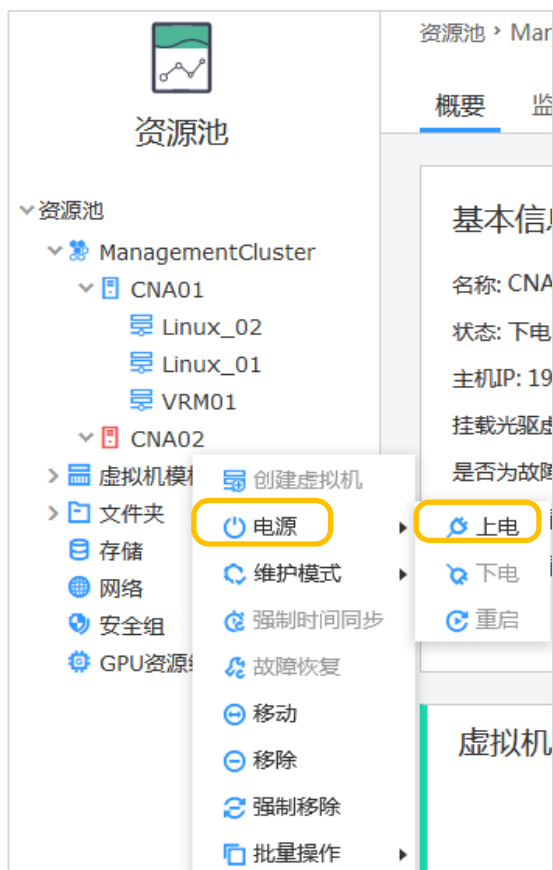 资源池
资源池 › Mar
概要 监
资源池
ManagementCluster
CNA01
Linux_02
Linux_01
VRM01
CNA02
虚拟机模
文件夹
存储
网络
安全组
GPU资源
创建虚拟机
电源
维护模式
强制时间同步
故障恢复
移动
移除
强制移除
批量操作
上电
下电
重启
基本信
名称: CNA
状态: 下电
主机IP: 19
挂载光驱虚
是否为故障
虚拟机